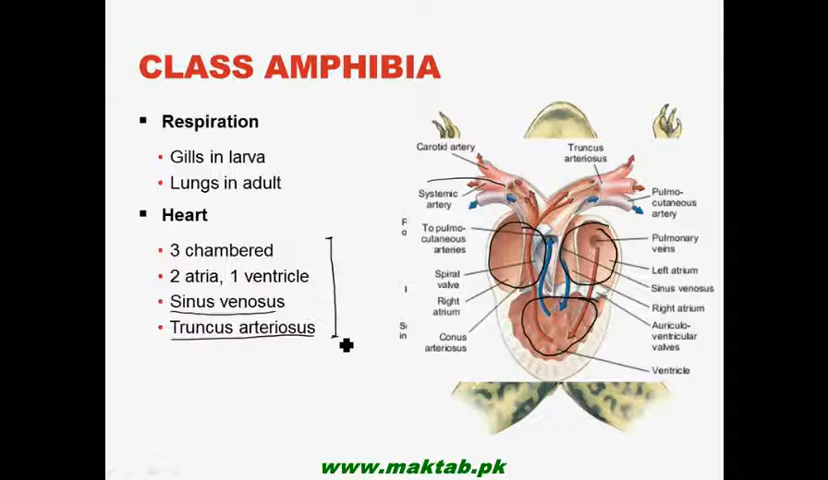 CLASS AMPHIBIA
Respiration
Gills in larva
Lungs in adult
Heart
3 chambered
2 atria, 1 ventricle
Sinus venosus
Truncus arteriosus
Carotid artery
Systemic
artery
To pulmo-
cutaneous
arteries
Spiral
valve
Right
atrium
Conus
arteriosus
Truncus
arteriosus
Pulmo-
cutaneous
artery
Pulmonary
veins
Left atrium
Sinus venosus
Right atrium
Auriculo-
ventricular
valves
Ventricle
www.maktab.pk